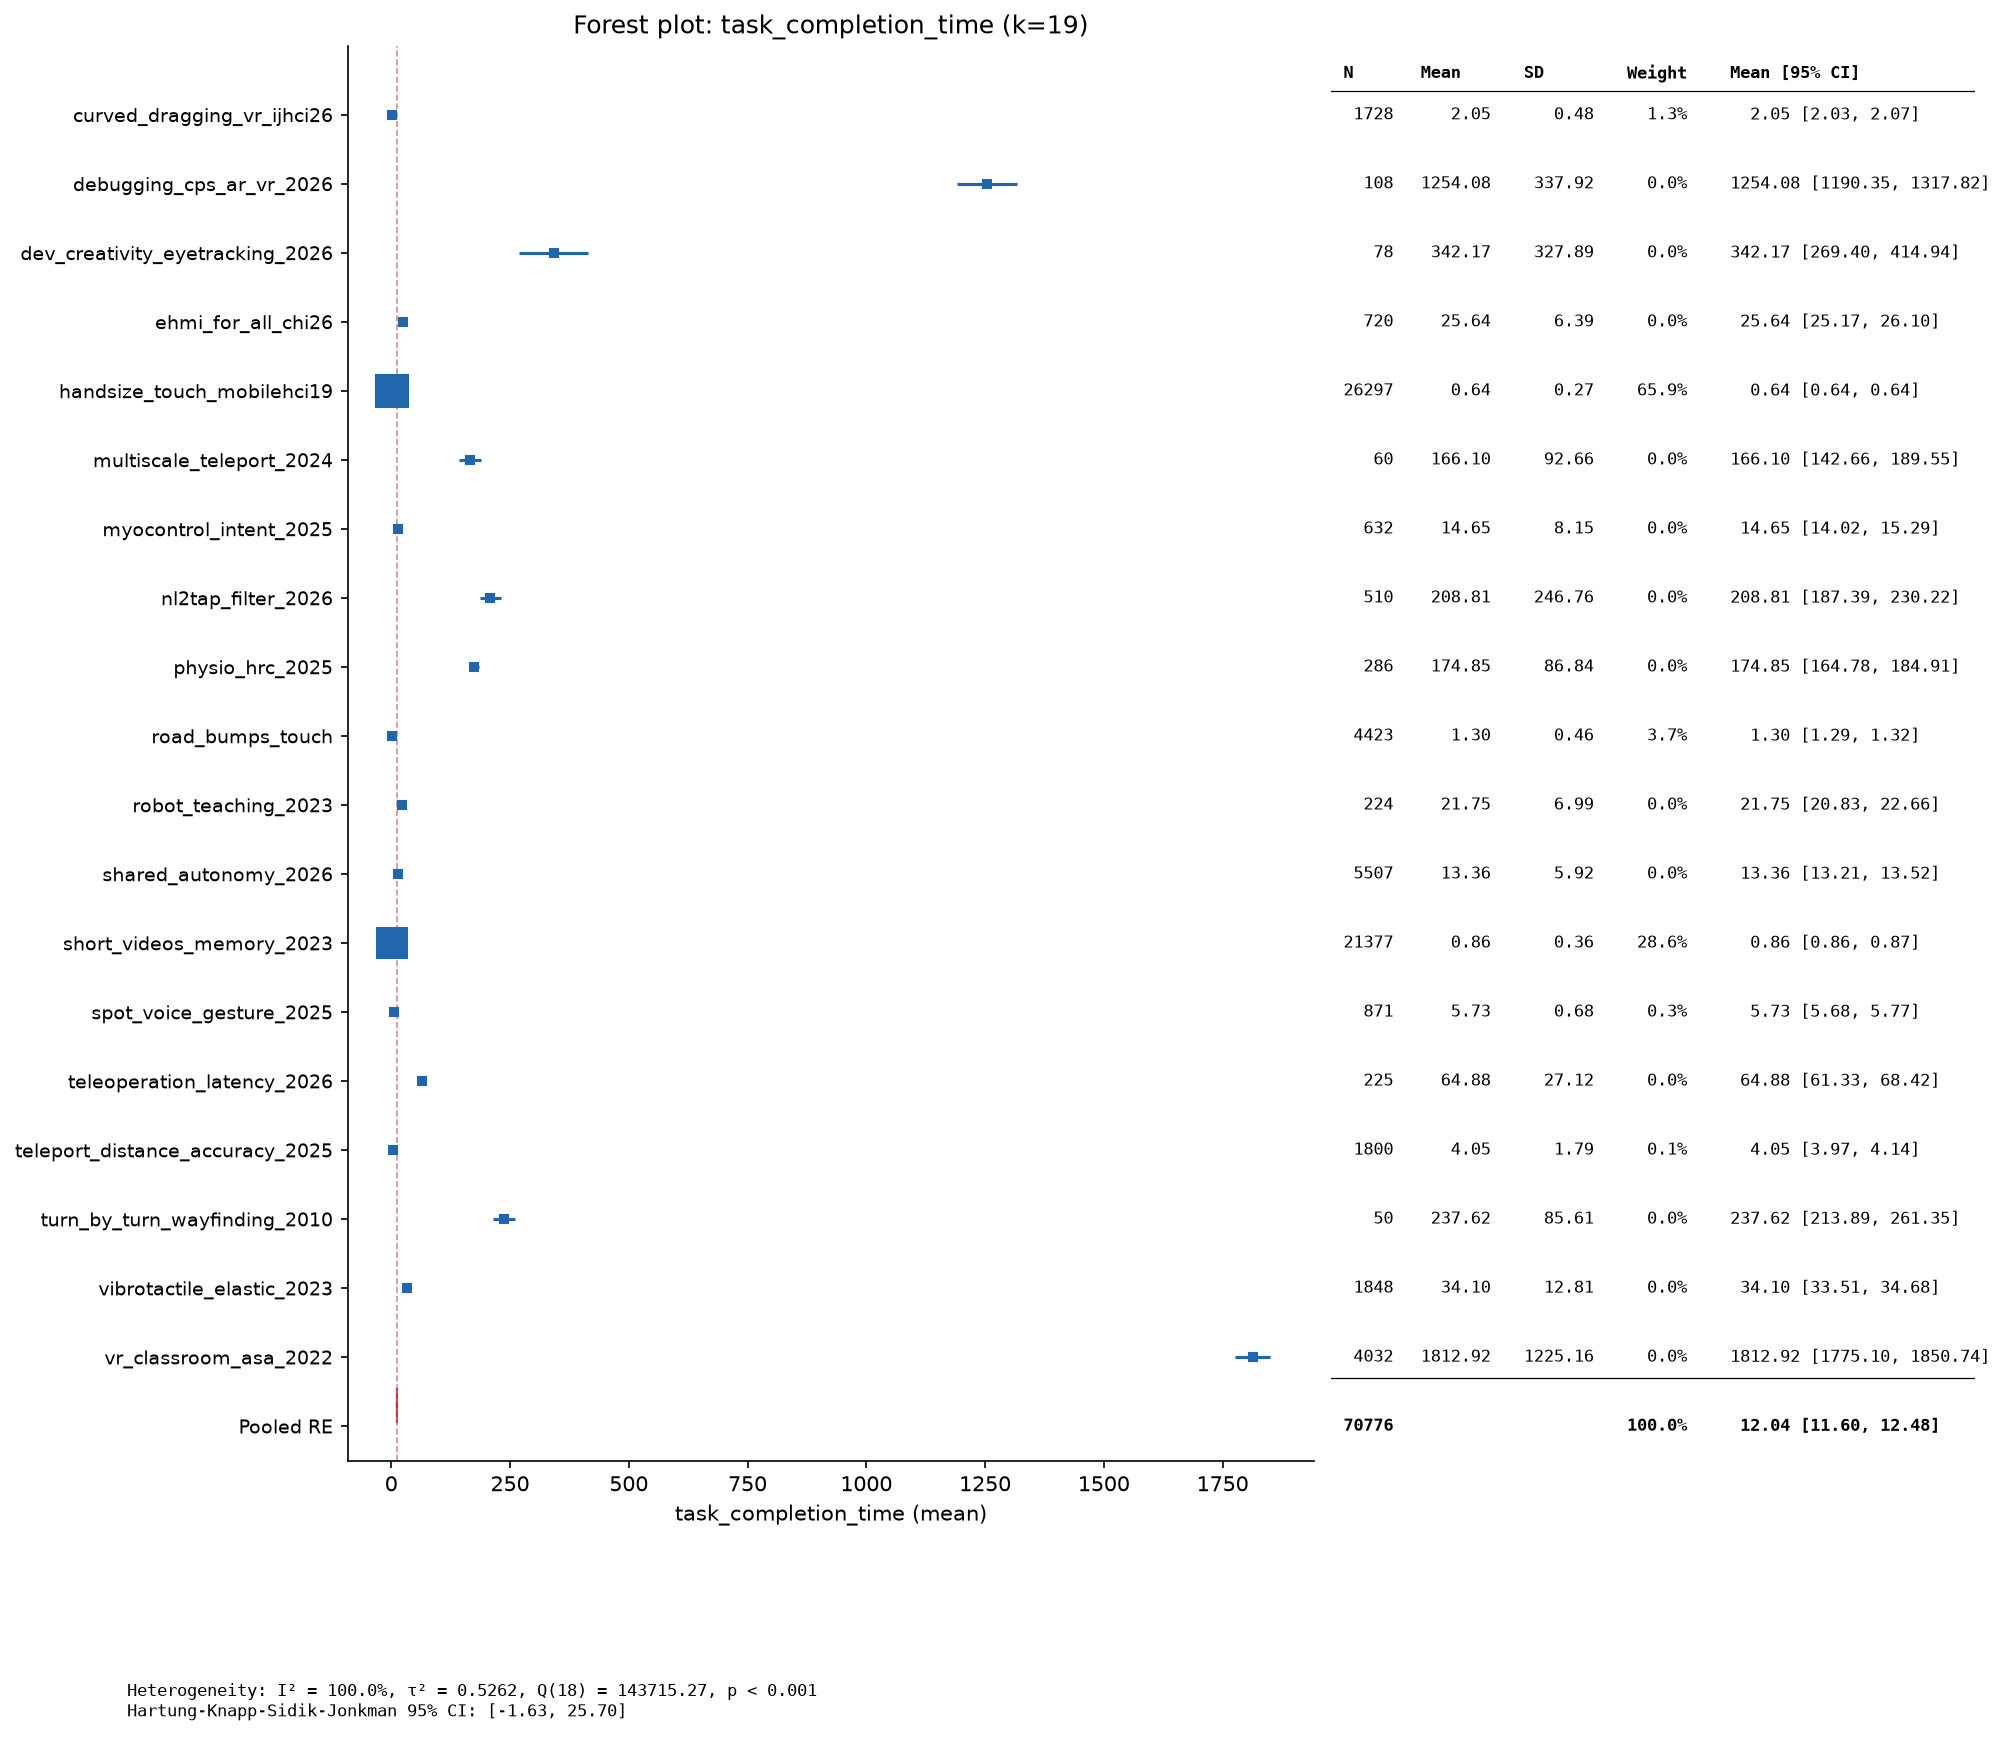 Forest plot: task_completion_time (k=19)
N Mean SD Weight Mean [95% CI]
curved_dragging_vr_ijhci26 1728 2.05 0.48 1.3% 2.05 [2.03, 2.07]
debugging_cps_ar_vr_2026 108 1254.08 337.92 0.0% 1254.08 [1190.35, 1317.82]
dev_creativity_eyetracking_2026 78 342.17 327.89 0.0% 342.17 [269.40, 414.94]
ehmi_for_all_chi26 720 25.64 6.39 0.0% 25.64 [25.17, 26.10]
handsize_touch_mobilehci19 26297 0.64 0.27 65.9% 0.64 [0.64, 0.64]
multiscale_teleport_2024 60 166.10 92.66 0.0% 166.10 [142.66, 189.55]
myocontrol_intent_2025 632 14.65 8.15 0.0% 14.65 [14.02, 15.29]
nl2tap_filter_2026 510 208.81 246.76 0.0% 208.81 [187.39, 230.22]
physio_hrc_2025 286 174.85 86.84 0.0% 174.85 [164.78, 184.91]
road_bumps_touch 4423 1.30 0.46 3.7% 1.30 [1.29, 1.32]
robot_teaching_2023 224 21.75 6.99 0.0% 21.75 [20.83, 22.66]
shared_autonomy_2026 5507 13.36 5.92 0.0% 13.36 [13.21, 13.52]
short_videos_memory_2023 21377 0.86 0.36 28.6% 0.86 [0.86, 0.87]
spot_voice_gesture_2025 871 5.73 0.68 0.3% 5.73 [5.68, 5.77]
teleoperation_latency_2026 225 64.88 27.12 0.0% 64.88 [61.33, 68.42]
teleport_distance_accuracy_2025 1800 4.05 1.79 0.1% 4.05 [3.97, 4.14]
turn_by_turn_wayfinding_2010 50 237.62 85.61 0.0% 237.62 [213.89, 261.35]
vibrotactile_elastic_2023 1848 34.10 12.81 0.0% 34.10 [33.51, 34.68]
vr_classroom_asa_2022 4032 1812.92 1225.16 0.0% 1812.92 [1775.10, 1850.74]
Pooled RE 70776 100.0% 12.04 [11.60, 12.48]
0 250 500 750 1000 1250 1500 1750
task_completion_time (mean)
Heterogeneity: I² = 100.0%, τ² = 0.5262, Q(18) = 143715.27, p < 0.001
Hartung-Knapp-Sidik-Jonkman 95% CI: [-1.63, 25.70]